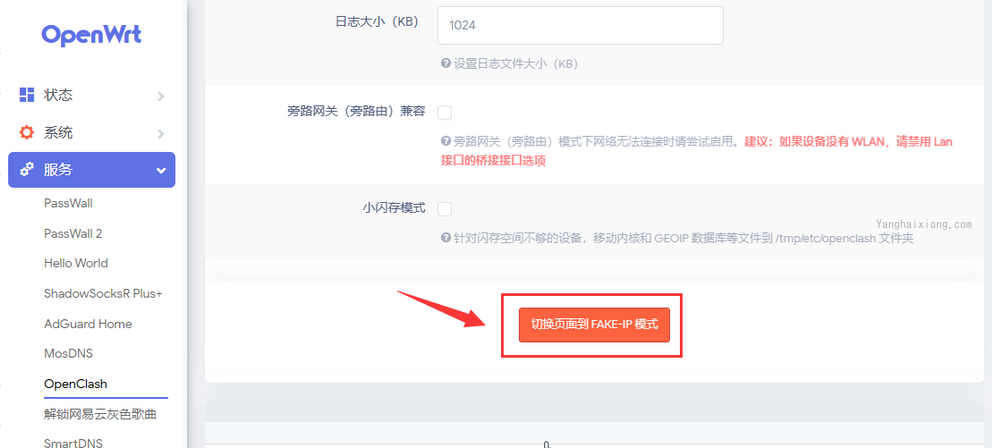 OpenWrt
状态
系统
服务
PassWall
PassWall 2
Hello World
ShadowSocksR Plus+
AdGuard Home
MosDNS
OpenClash
解锁网易云灰色歌曲
SmartDNS
日志大小（KB）
1024
设置日志文件大小（KB）
旁路网关（旁路由）兼容
旁路网关（旁路由）模式下网络无法连接时请尝试启用。建议：如果设备没有 WLAN，请禁用 Lan
接口的桥接接口选项
小闪存模式
Yanghaixiong.com
针对闪存空间不够的设备，移动内核和 GEOIP 数据库等文件到 /tmp/etc/openclash 文件夹
切换页面到 FAKE-IP 模式